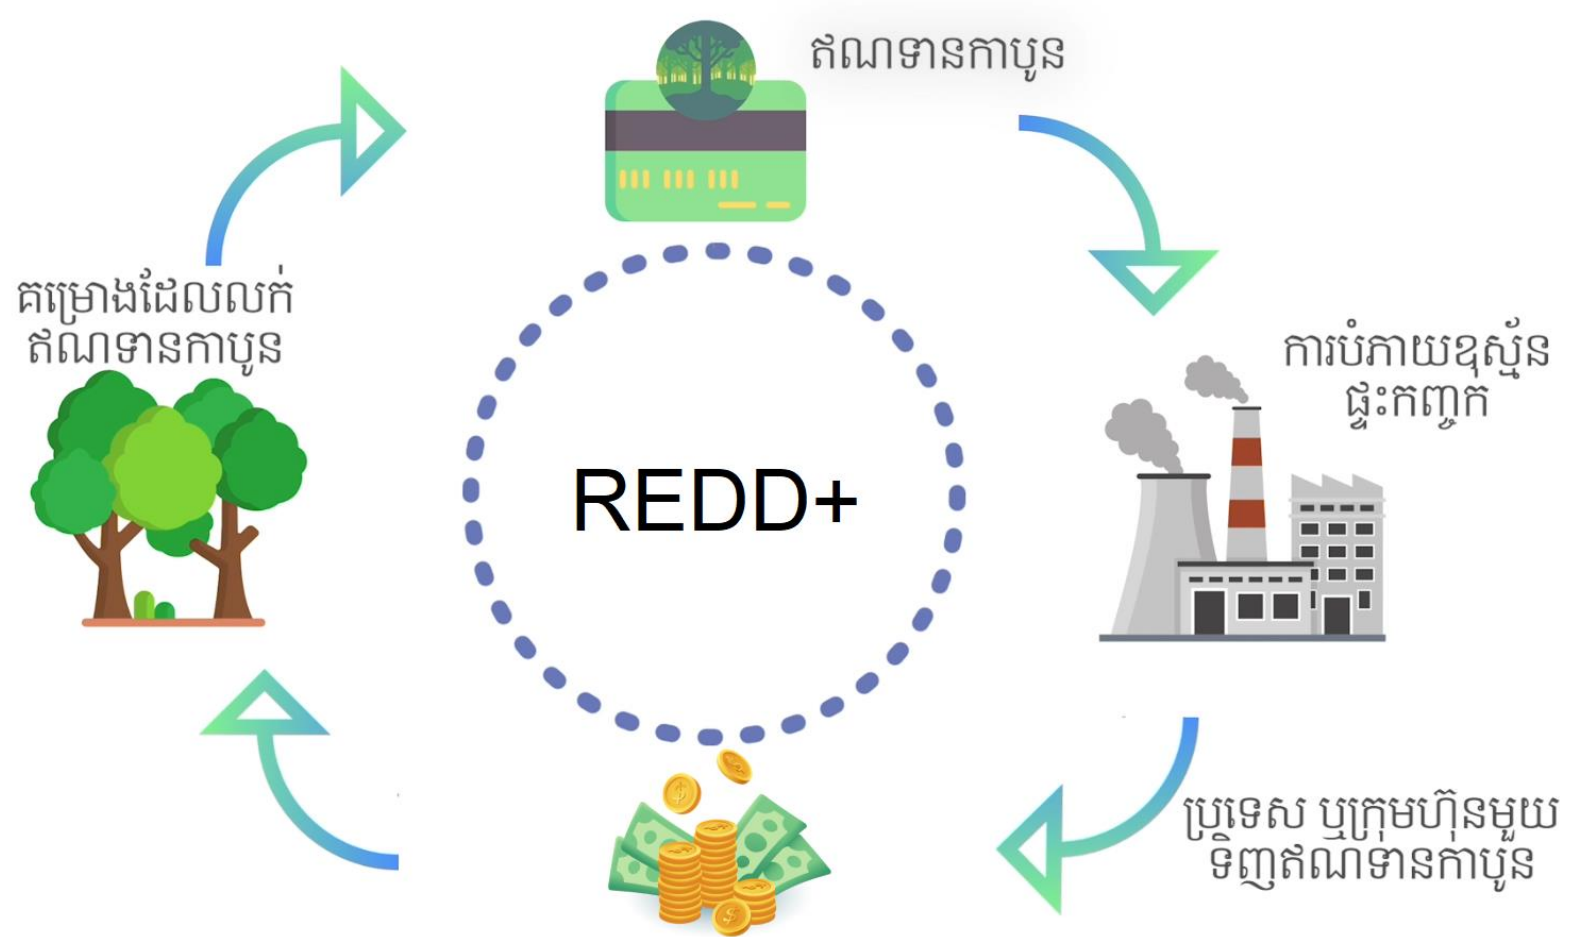 ឥណទានកាបូន
គម្រោងដែលលក់
ឥណទានកាបូន
ការបំភាយឧស្ម័ន
ផ្ទះកញ្ចក់
REDD+
ប្រទេស ឬក្រុមហ៊ុនមួយ
ទិញឥណទានកាបូន